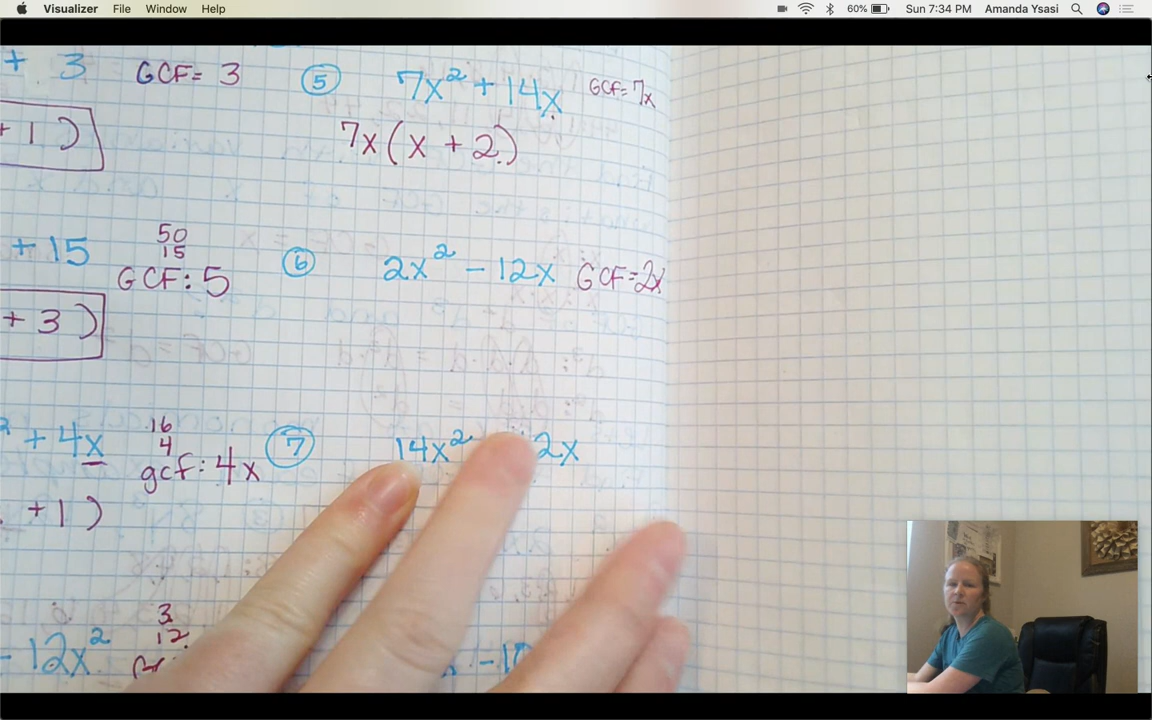 Visualizer File Window Help 60% Sun 7:34 PM Amanda Ysasi
+ 3 GCF= 3
+ 1 )
+ 15
50
15
GCF: 5
+ 3 )
2 + 4x
16
4
gcf: 4x
+1 )
- 12x²
3
12
5 7x² + 14x GCF=7x
7x(x + 2)
6 2x² - 12x GCF=2x
7 14x² 2x
-10